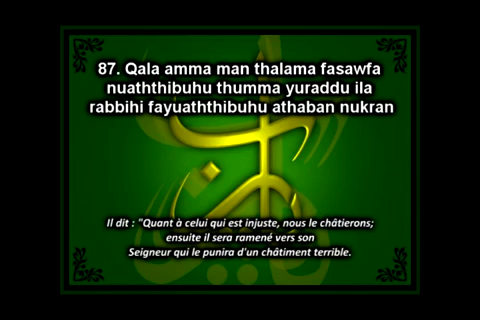 87. Qala amma man thalama fasawfa
nuaththibuhu thumma yuraddu ila
rabbihi fayuaththibuhu athaban nukran
Il dit : "Quant à celui qui est injuste, nous le châtierons;
ensuite il sera ramené vers son
Seigneur qui le punira d'un châtiment terrible.